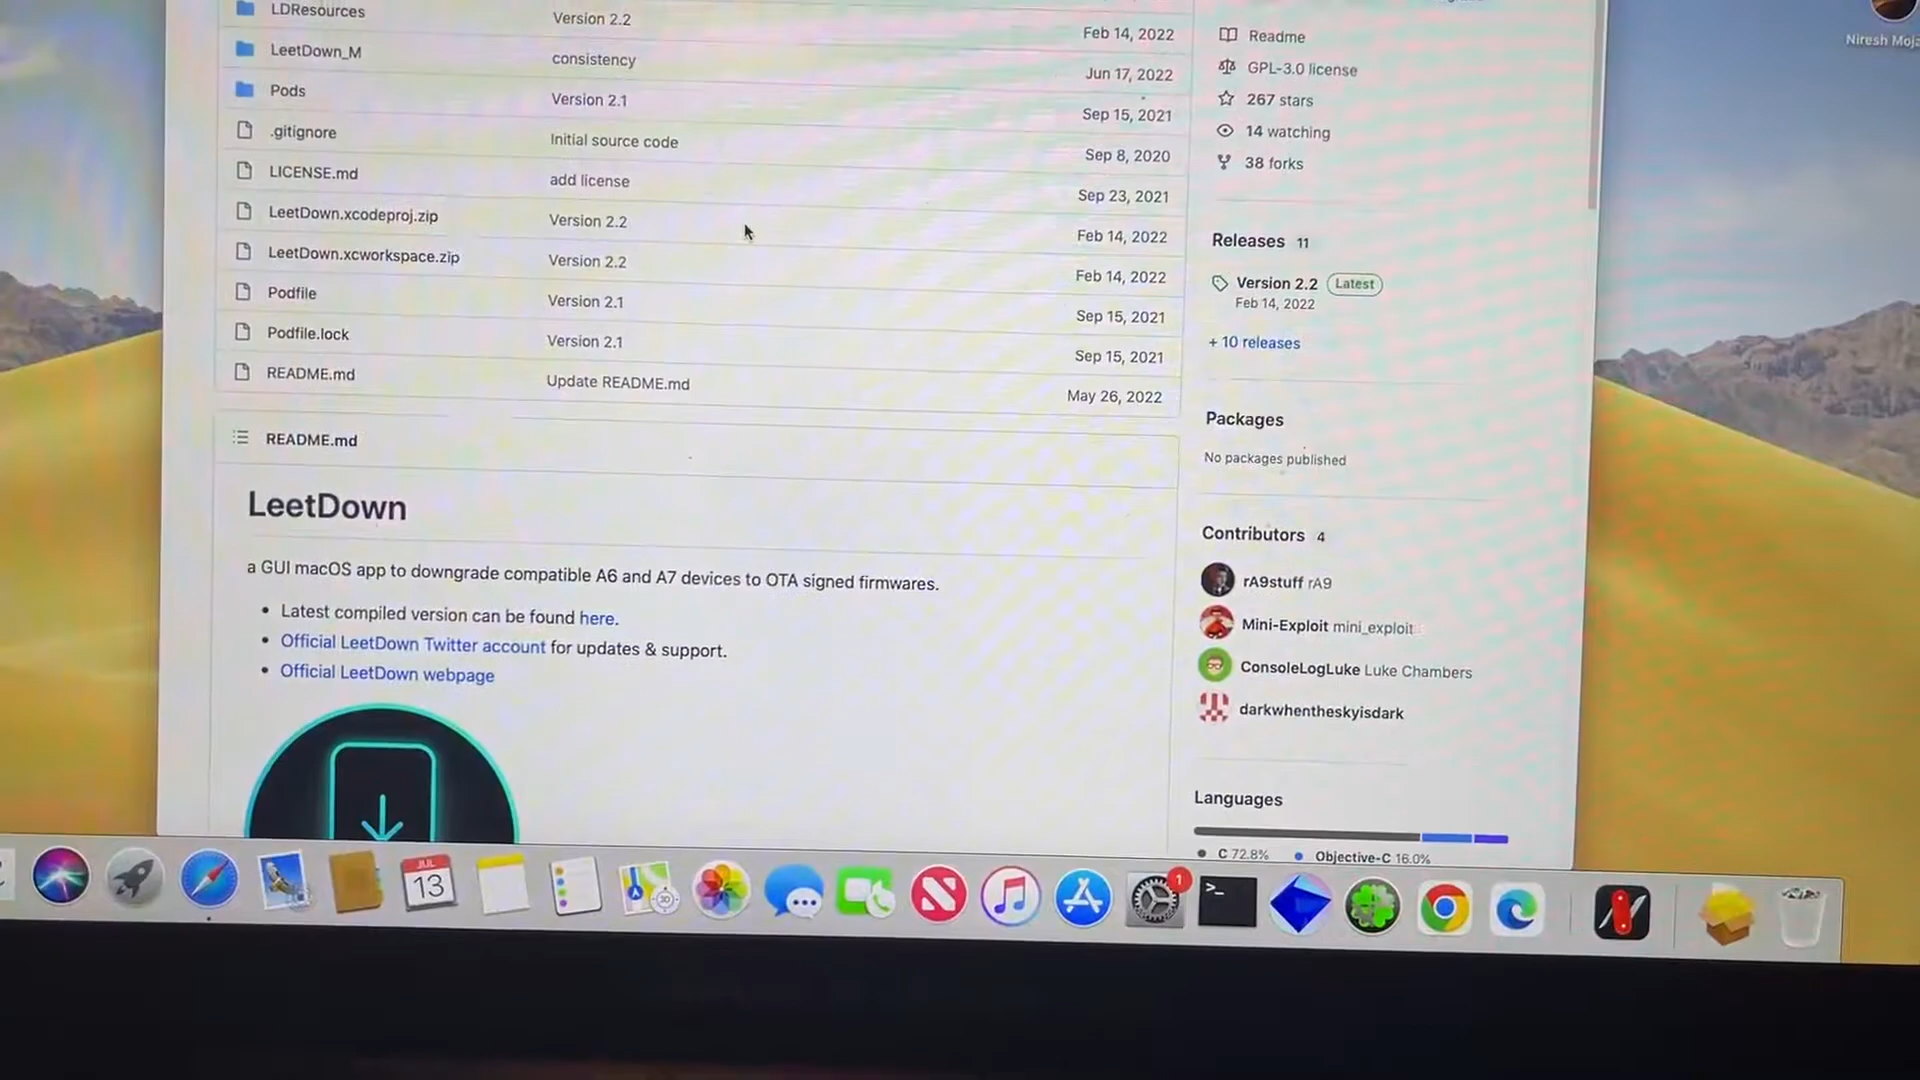 LDResources Version 2.2 Feb 14, 2022
LeetDown_M consistency Jun 17, 2022
Pods Version 2.1 Sep 15, 2021
.gitignore Initial source code Sep 8, 2020
LICENSE.md add license Sep 23, 2021
LeetDown.xcodeproj.zip Version 2.2 Feb 14, 2022
LeetDown.xcworkspace.zip Version 2.2 Feb 14, 2022
Podfile Version 2.1 Sep 15, 2021
Podfile.lock Version 2.1 Sep 15, 2021
README.md Update README.md May 26, 2022
README.md
LeetDown
a GUI macOS app to downgrade compatible A6 and A7 devices to OTA signed firmwares.
• Latest compiled version can be found here.
• Official LeetDown Twitter account for updates & support.
• Official LeetDown webpage
Readme
GPL-3.0 license
267 stars
14 watching
38 forks
Releases 11
Version 2.2 Latest
Feb 14, 2022
+ 10 releases
Packages
No packages published
Contributors 4
rA9stuff rA9
Mini-Exploit mini_exploit
ConsoleLogLuke Luke Chambers
darkwhentheskyisdark
Languages
C 72.8% Objective-C 16.0%
Niresh
JUL
13
1